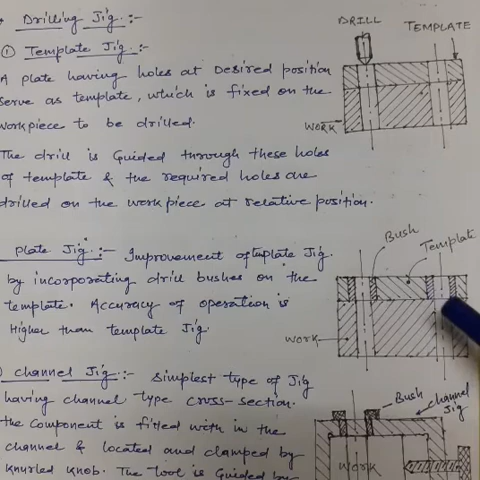 Drilling Jig :-
DRILL
TEMPLATE
① Template Jig :-
A plate having holes at Desired position
serve as template, which is fixed on the
workpiece to be drilled.
WORK
The drill is Guided through these holes
of template & the required holes are
drilled on the workpiece at relative position.
Bush
Template
Plate Jig :- Improvement of template Jig
by incorporating drill bushes on the
template. Accuracy of operation is
Higher than template Jig.
WORK
channel Jig :- Simplest type of Jig
having channel type cross-section.
Bush
channel Jig
the component is fitted with in the
channel & located and clamped by
knurled knob. The Tool is Guided by
WORK